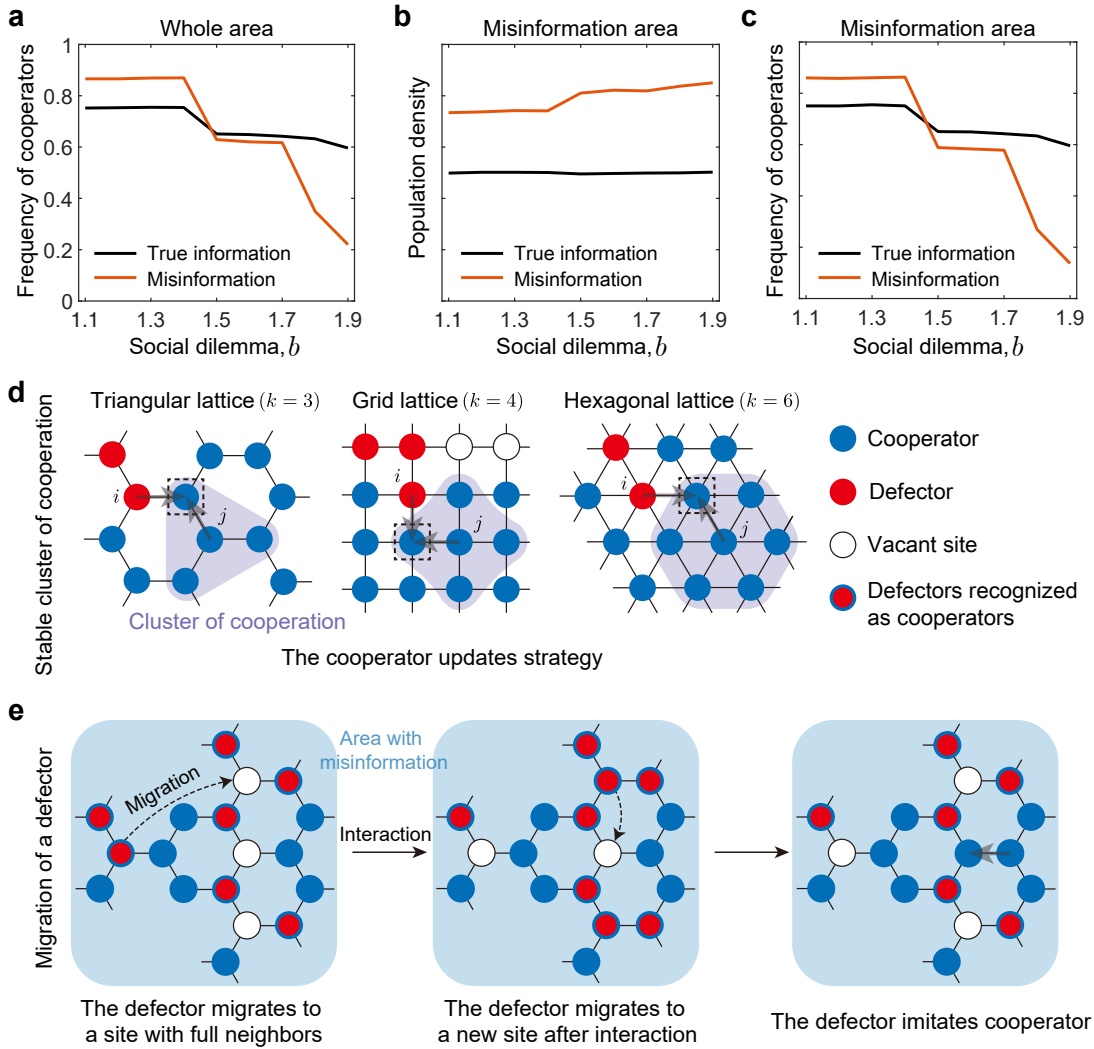 a
Whole area
Frequency of cooperators
1
0.8
0.6
0.4
0.2
0
True information
Misinformation
1.1 1.3 1.5 1.7 1.9
Social dilemma, b
b
Misinformation area
Population density
True information
Misinformation
1.1 1.3 1.5 1.7 1.9
Social dilemma, b
c
Misinformation area
Frequency of cooperators
True information
Misinformation
1.1 1.3 1.5 1.7 1.9
Social dilemma, b
d
Stable cluster of cooperation
Triangular lattice (k = 3)
i
j
Cluster of cooperation
Grid lattice (k = 4)
i
j
Hexagonal lattice (k = 6)
i
j
The cooperator updates strategy
Cooperator
Defector
Vacant site
Defectors recognized
as cooperators
e
Migration of a defector
Migration
Area with
misinformation
Interaction
The defector migrates to
a site with full neighbors
The defector migrates to
a new site after interaction
The defector imitates cooperator